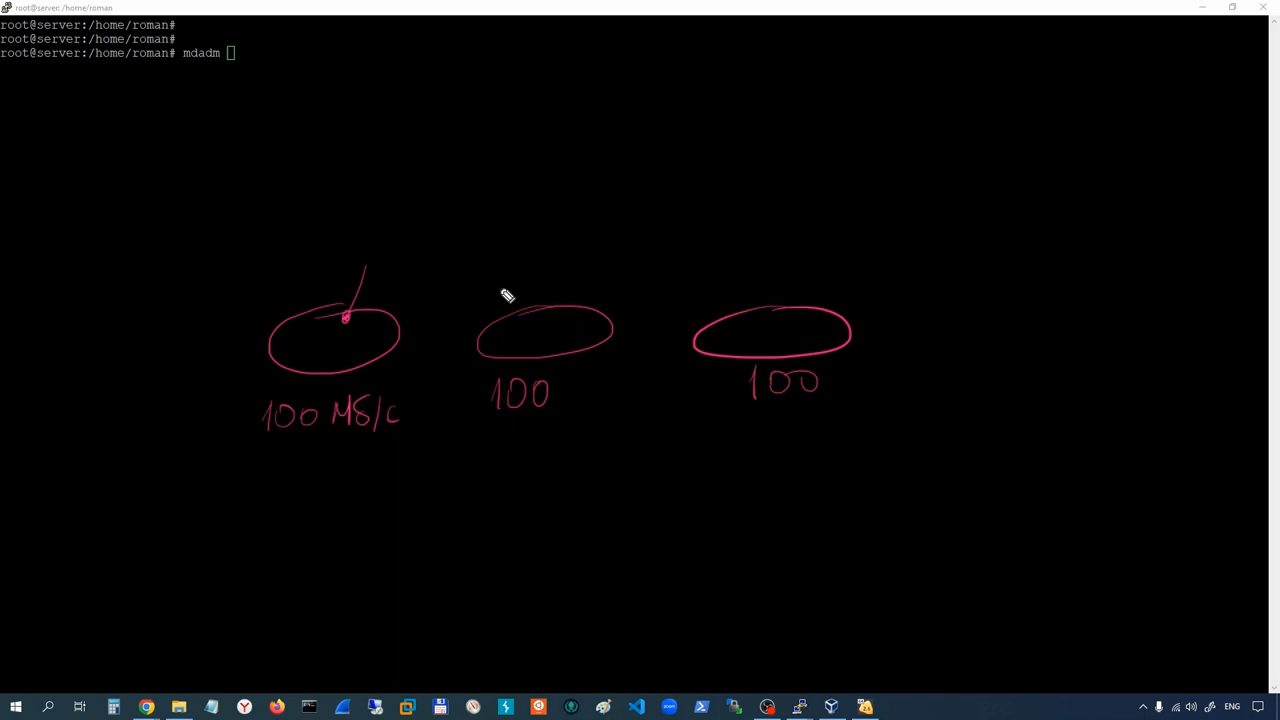 root@server: /home/roman
root@server:/home/roman#
root@server:/home/roman#
root@server:/home/roman# mdadm
100 МБ/с
100
100
ENG